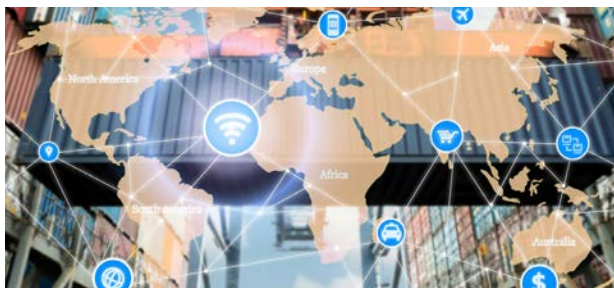 North America
Europe
Asia
Africa
South America
Australia
$